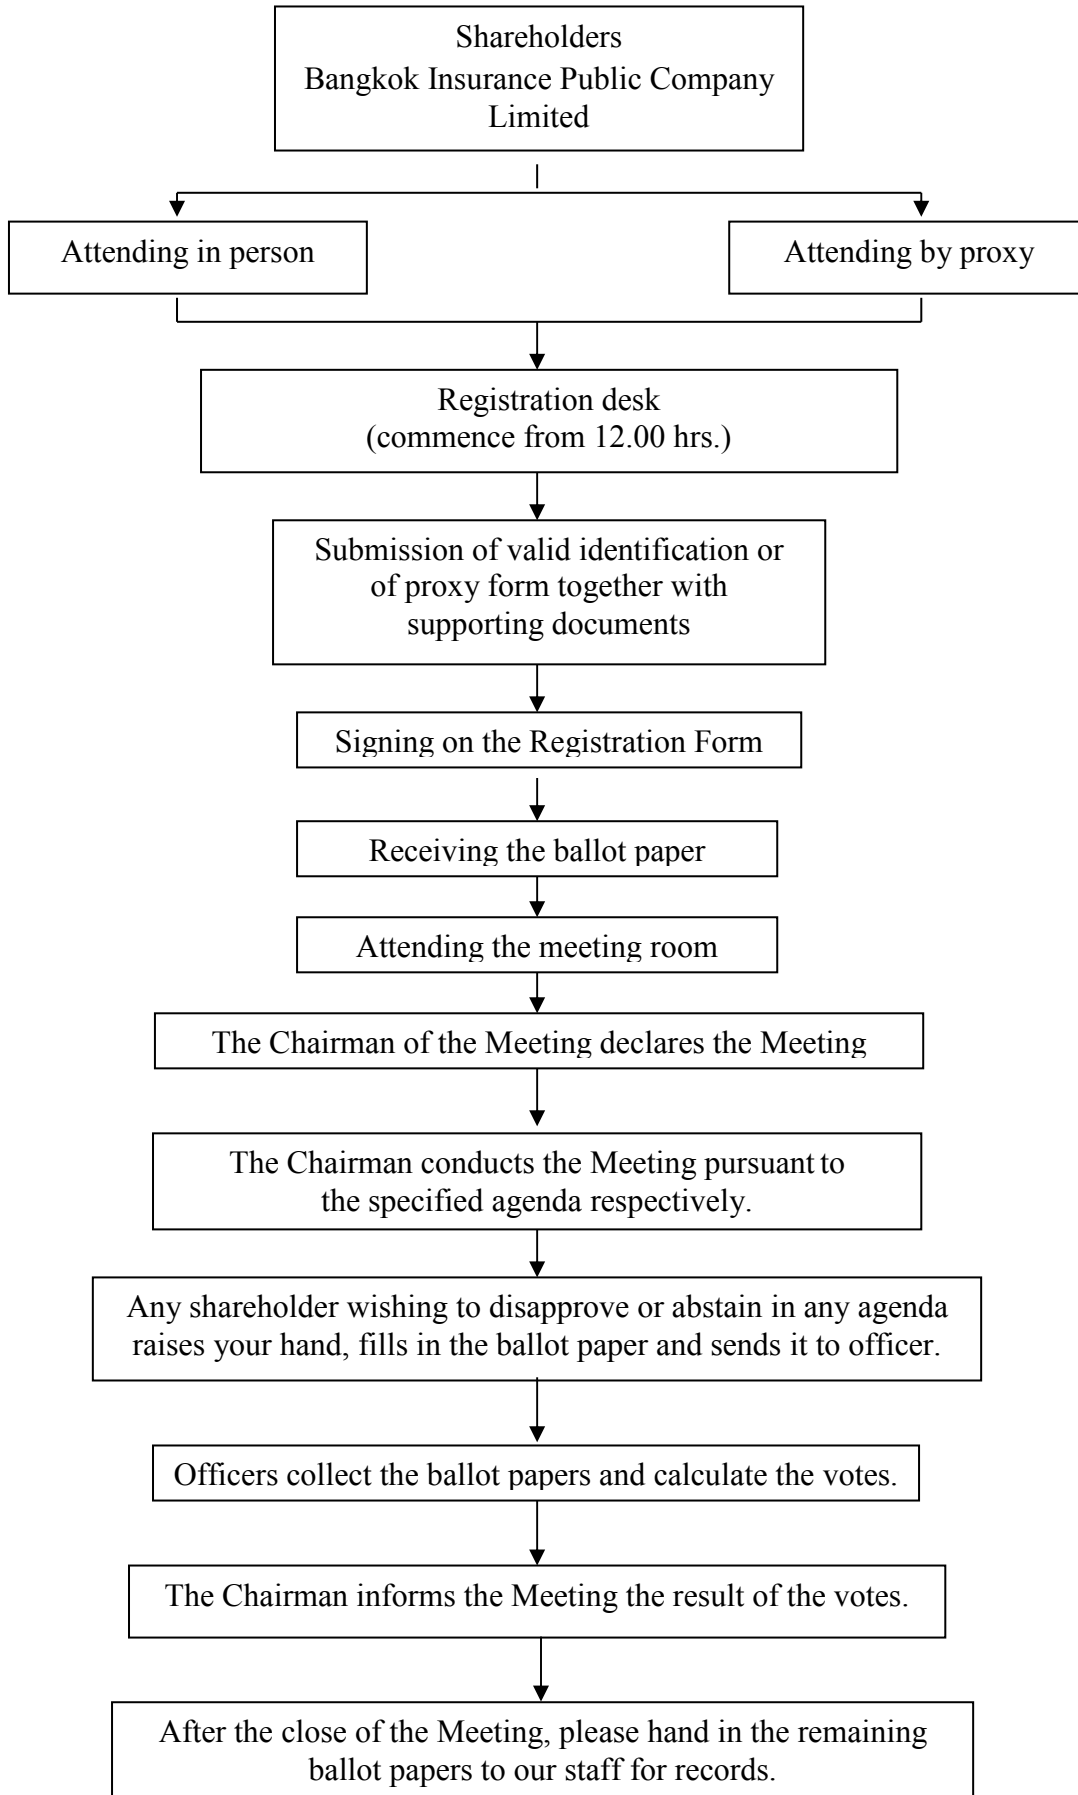 Shareholders
Bangkok Insurance Public Company
Limited
Attending in person
Attending by proxy
Registration desk
(commence from 12.00 hrs.)
Submission of valid identification or
of proxy form together with
supporting documents
Signing on the Registration Form
Receiving the ballot paper
Attending the meeting room
The Chairman of the Meeting declares the Meeting
The Chairman conducts the Meeting pursuant to
the specified agenda respectively.
Any shareholder wishing to disapprove or abstain in any agenda
raises your hand, fills in the ballot paper and sends it to officer.
Officers collect the ballot papers and calculate the votes.
The Chairman informs the Meeting the result of the votes.
After the close of the Meeting, please hand in the remaining
ballot papers to our staff for records.